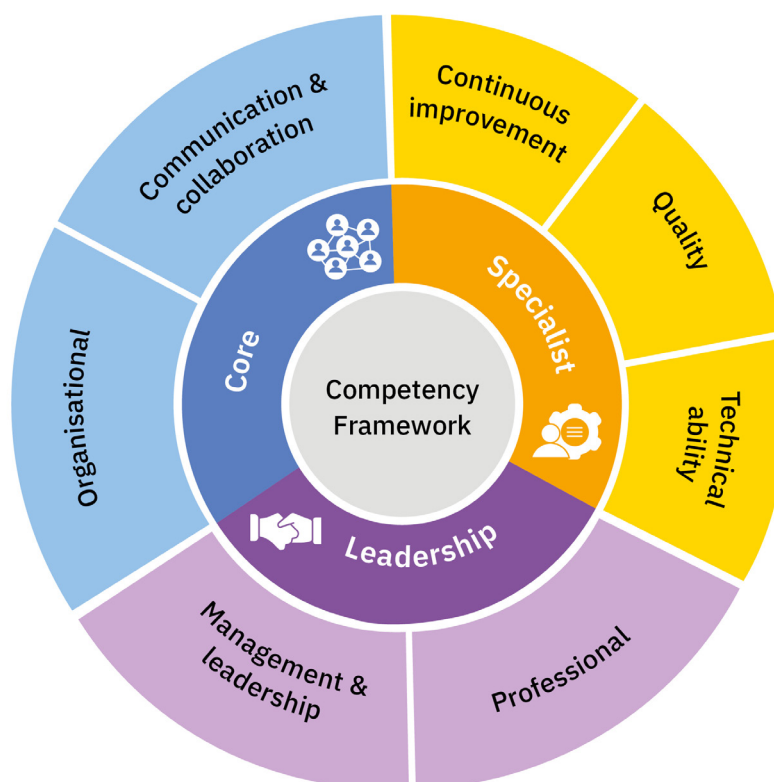 Competency
Framework
Core
Communication &
collaboration
Organisational
Specialist
Continuous
improvement
Quality
Technical
ability
Leadership
Management &
leadership
Professional